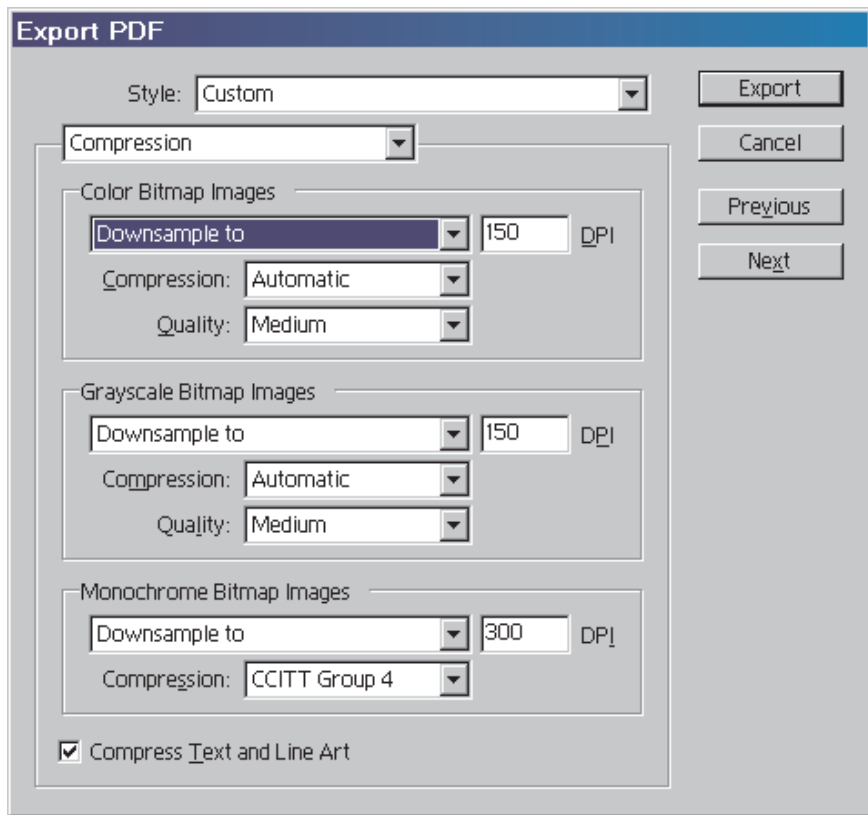 Export PDF
Style: Custom
Export
Compression
Cancel
Color Bitmap Images
Previous
Downsample to 150 DPI
Next
Compression: Automatic
Quality: Medium
Grayscale Bitmap Images
Downsample to 150 DPI
Compression: Automatic
Quality: Medium
Monochrome Bitmap Images
Downsample to 300 DPI
Compression: CCITT Group 4
Compress Text and Line Art